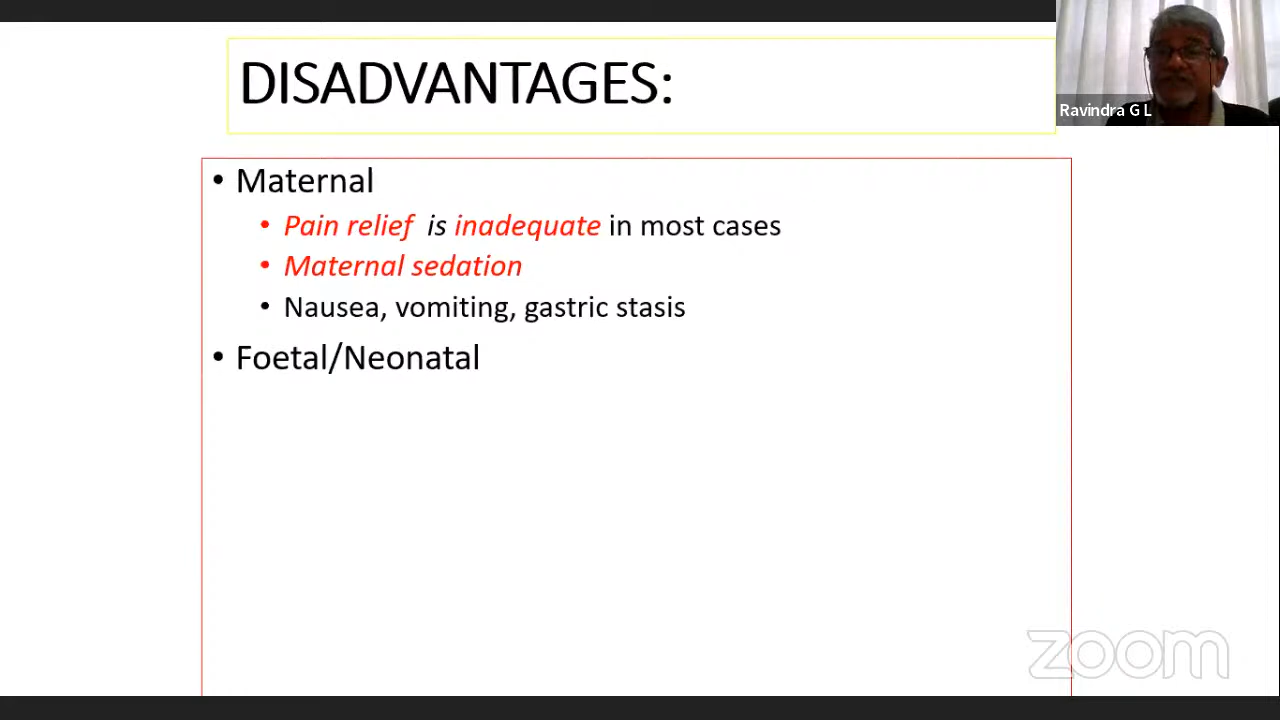 DISADVANTAGES:
Ravindra G L
• Maternal
• Pain relief is inadequate in most cases
• Maternal sedation
• Nausea, vomiting, gastric stasis
• Foetal/Neonatal
zoom